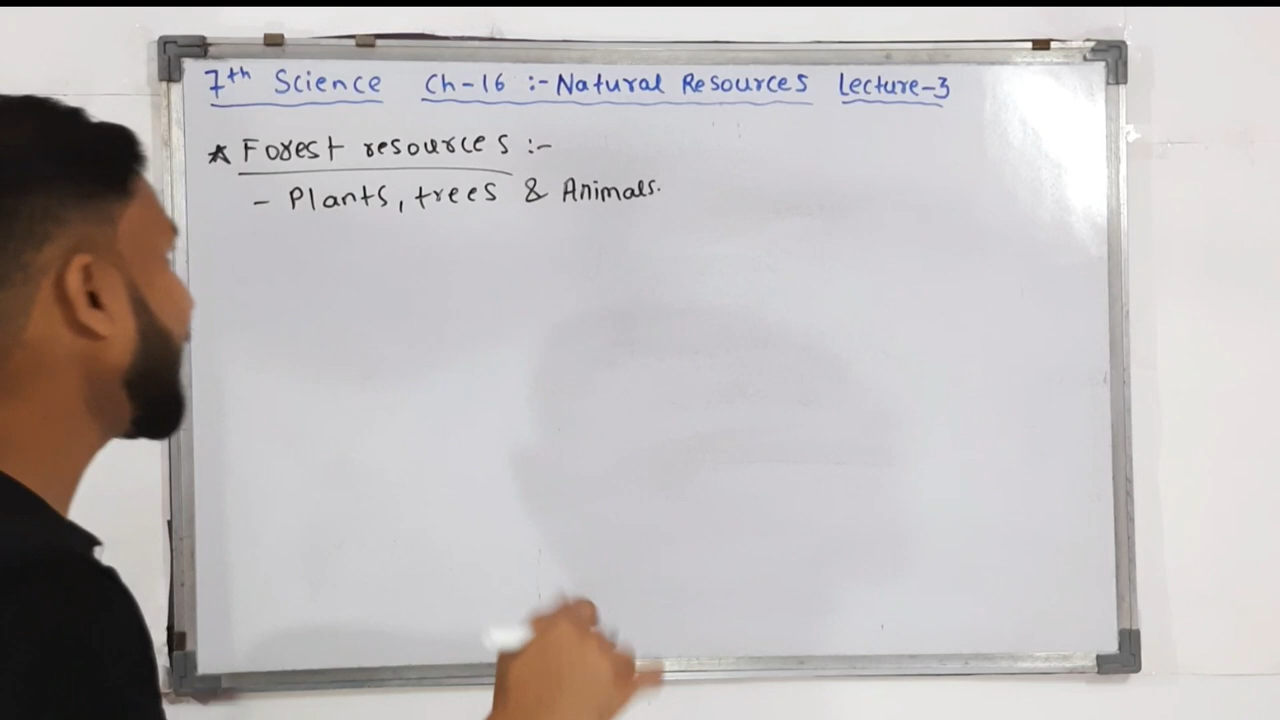 7th Science Ch-16 :- Natural Resources Lecture-3
* Forest resources :-
- Plants, trees & Animals.